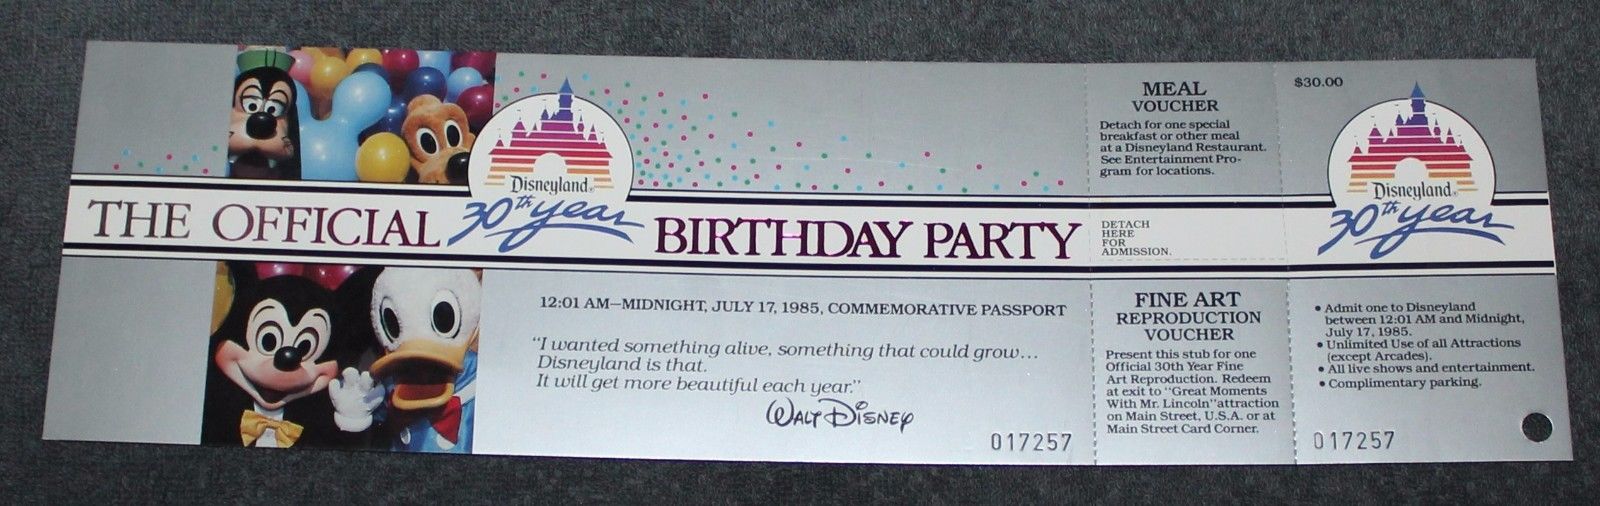 THE OFFICIAL
Disneyland®
30th year
BIRTHDAY PARTY
12:01 AM—MIDNIGHT, JULY 17, 1985, COMMEMORATIVE PASSPORT
"I wanted something alive, something that could grow...
Disneyland is that.
It will get more beautiful each year."
WALT DISNEY
017257
MEAL
VOUCHER
Detach for one special
breakfast or other meal
at a Disneyland Restaurant.
See Entertainment Pro-
gram for locations.
DETACH
HERE
FOR
ADMISSION.
FINE ART
REPRODUCTION
VOUCHER
Present this stub for one
Official 30th Year Fine
Art Reproduction. Redeem
at exit to "Great Moments
With Mr. Lincoln" attraction
on Main Street, U.S.A. or at
Main Street Card Corner.
$30.00
Disneyland®
30th year
• Admit one to Disneyland
between 12:01 AM and Midnight,
July 17, 1985.
• Unlimited Use of all Attractions
(except Arcades).
• All live shows and entertainment.
• Complimentary parking.
017257